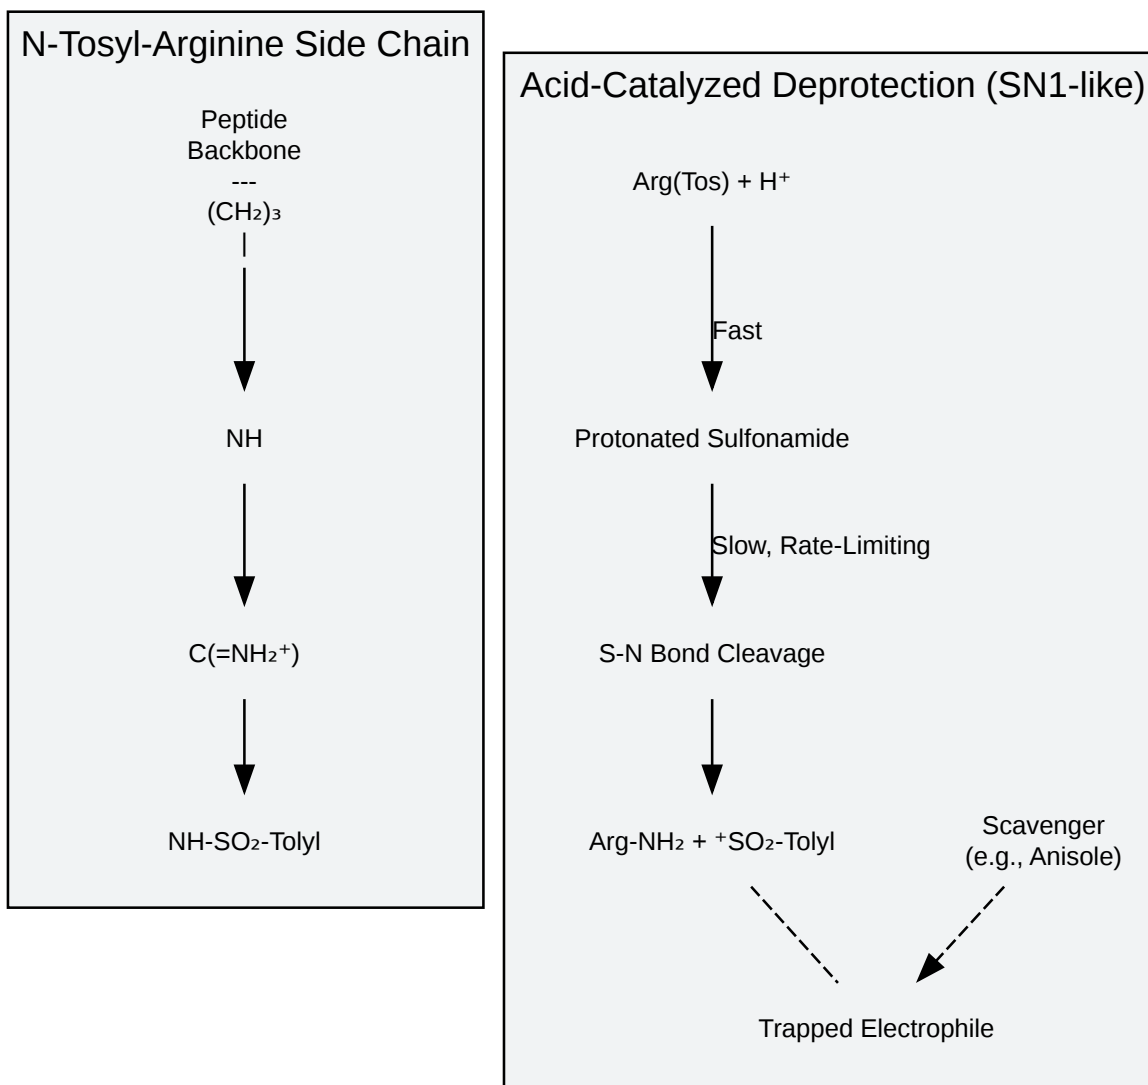 N-Tosyl-Arginine Side Chain
Peptide
Backbone
---
(CH₂)₃
|
NH
C(=NH₂⁺)
NH-SO₂-Tolyl
Acid-Catalyzed Deprotection (SN1-like)
Arg(Tos) + H⁺
Fast
Protonated Sulfonamide
Slow, Rate-Limiting
S-N Bond Cleavage
Arg-NH₂ + ⁺SO₂-Tolyl
Scavenger
(e.g., Anisole)
Trapped Electrophile